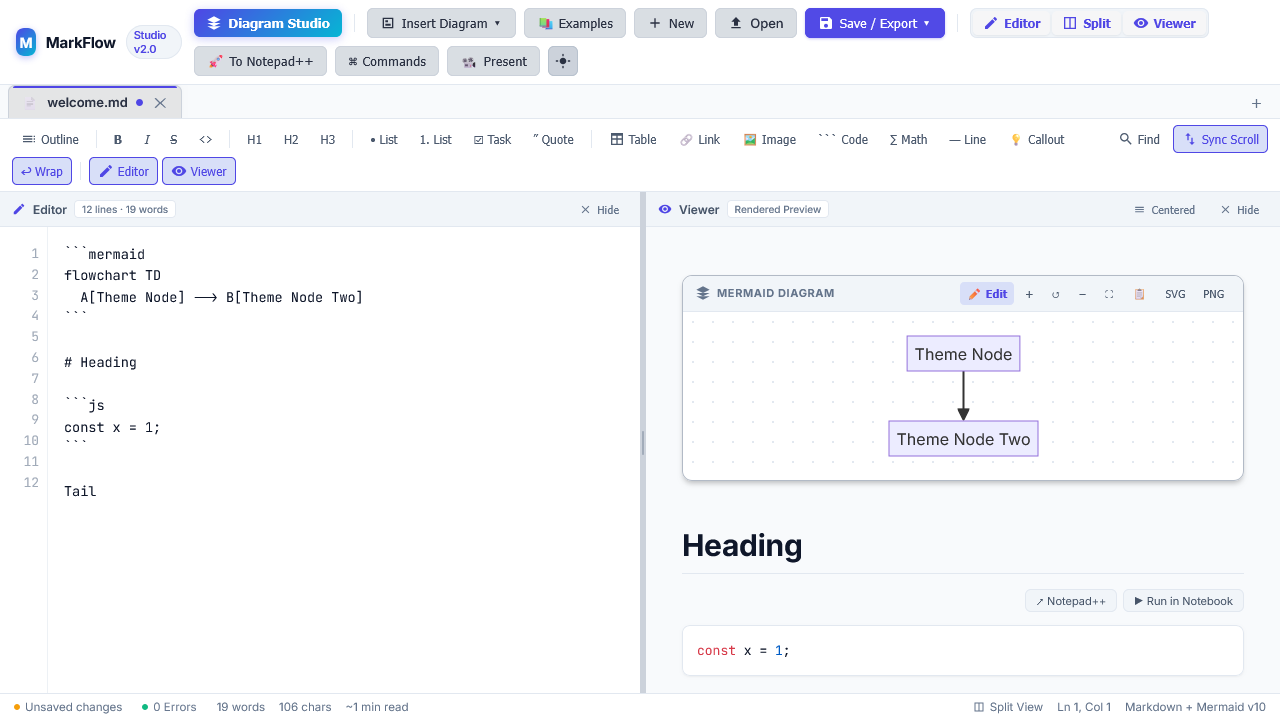 M MarkFlow Studio v2.0 Diagram Studio Insert Diagram ▾ Examples + New Open Save / Export ▾ Editor Split Viewer
To Notepad++ ⌘ Commands Present
welcome.md ● × +
Outline B I S <> H1 H2 H3 • List 1. List ☑ Task ” Quote Table Link Image ``` Code ∑ Math — Line Callout Find Sync Scroll
↩ Wrap Editor Viewer
Editor 12 lines · 19 words × Hide
Viewer Rendered Preview ≡ Centered × Hide
1 ```mermaid
2 flowchart TD
3 A[Theme Node] --> B[Theme Node Two]
4 ```
5
6 # Heading
7
8 ```js
9 const x = 1;
10 ```
11
12 Tail
MERMAID DIAGRAM Edit + ↺ − ⛶ SVG PNG
Theme Node
Theme Node Two
Heading
↗ Notepad++ ▶ Run in Notebook
const x = 1;
● Unsaved changes ● 0 Errors 19 words 106 chars ~1 min read Split View Ln 1, Col 1 Markdown + Mermaid v10